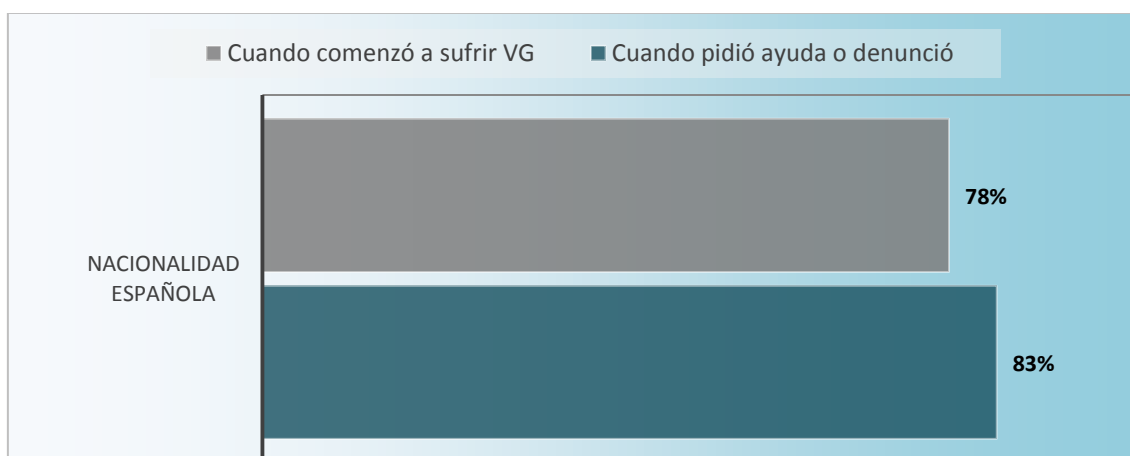 Cuando comenzó a sufrir VG Cuando pidió ayuda o denunció
78%
NACIONALIDAD
ESPAÑOLA
83%